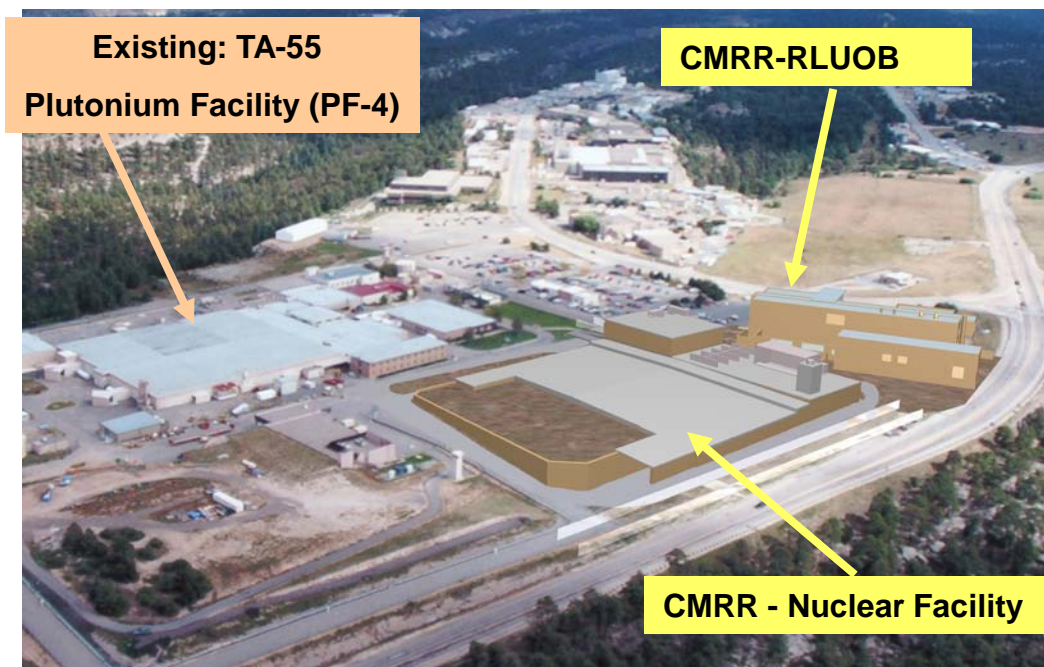 Existing: TA-55
Plutonium Facility (PF-4)
CMRR-RLUOB
CMRR - Nuclear Facility